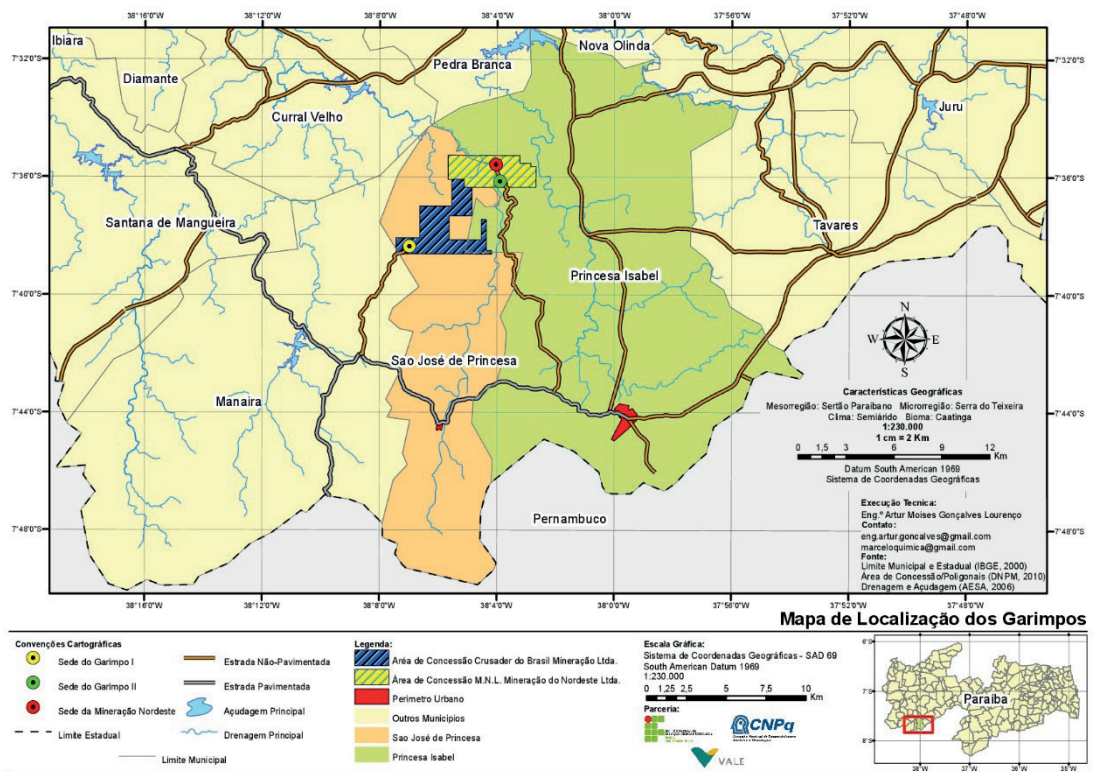 38°16'0"W
38°12'0"W
38°8'0"W
38°4'0"W
38°0'0"W
37°56'0"W
37°52'0"W
37°48'0"W
Ibiara
Nova Olinda
7°32'0"S
Pedra Branca
7°32'0"S
Diamante
Juru
Curral Velho
7°36'0"S
7°36'0"S
Santana de Mangueira
Tavares
Princesa Isabel
7°40'0"S
7°40'0"S
N
W
E
S
Sao José de Princesa
Características Geográficas
Manaira
Mesorregião: Sertão Paraibano Microrregião: Serra do Teixeira
Clima: Semiárido Bioma: Caatinga
7°44'0"S
7°44'0"S
1:230.000
1 cm = 2 Km
0 1,5 3 6 9 12
Km
Datum South American 1969
Sistema de Coordenadas Geográficas
Execução Tecnica:
Eng.º Artur Moises Gonçalves Lourenço
Contato:
eng.artur.goncalves@gmail.com
marceloquimica@gmail.com
Fonte:
Limite Municipal e Estadual (IBGE, 2000)
Área de Concessão/Poligonais (DNPM, 2010)
Drenagem e Açudagem (AESA, 2006)
Pernambuco
7°48'0"S
7°48'0"S
38°16'0"W
38°12'0"W
38°8'0"W
38°4'0"W
38°0'0"W
37°56'0"W
37°52'0"W
37°48'0"W
Mapa de Localização dos Garimpos
Convenções Cartográficas
Sede do Garimpo I
Sede do Garimpo II
Sede da Mineração Nordeste
Limite Estadual
Estrada Não-Pavimentada
Estrada Pavimentada
Açudagem Principal
Drenagem Principal
Limite Municipal
Legenda:
Área de Concessão Crusader do Brasil Mineração Ltda.
Área de Concessão M.N.L. Mineração do Nordeste Ltda.
Perimetro Urbano
Outros Municipios
Sao José de Princesa
Princesa Isabel
Escala Gráfica:
Sistema de Coordenadas Geográficas - SAD 69
South American Datum 1969
1:230.000
0 1,25 2,5 5 7,5 10
Km
Parceria:
CNPq
VALE
Paraiba
6°S
7°S
8°S
38°W
37°W
36°W
35°W